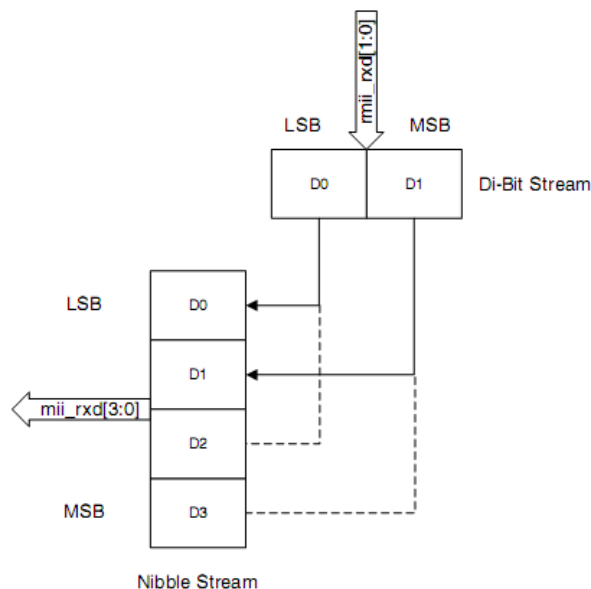 rmii_rxd[1:0]
LSB MSB
D0 D1 Di-Bit Stream
LSB D0
D1
mii_rxd[3:0]
D2
MSB D3
Nibble Stream